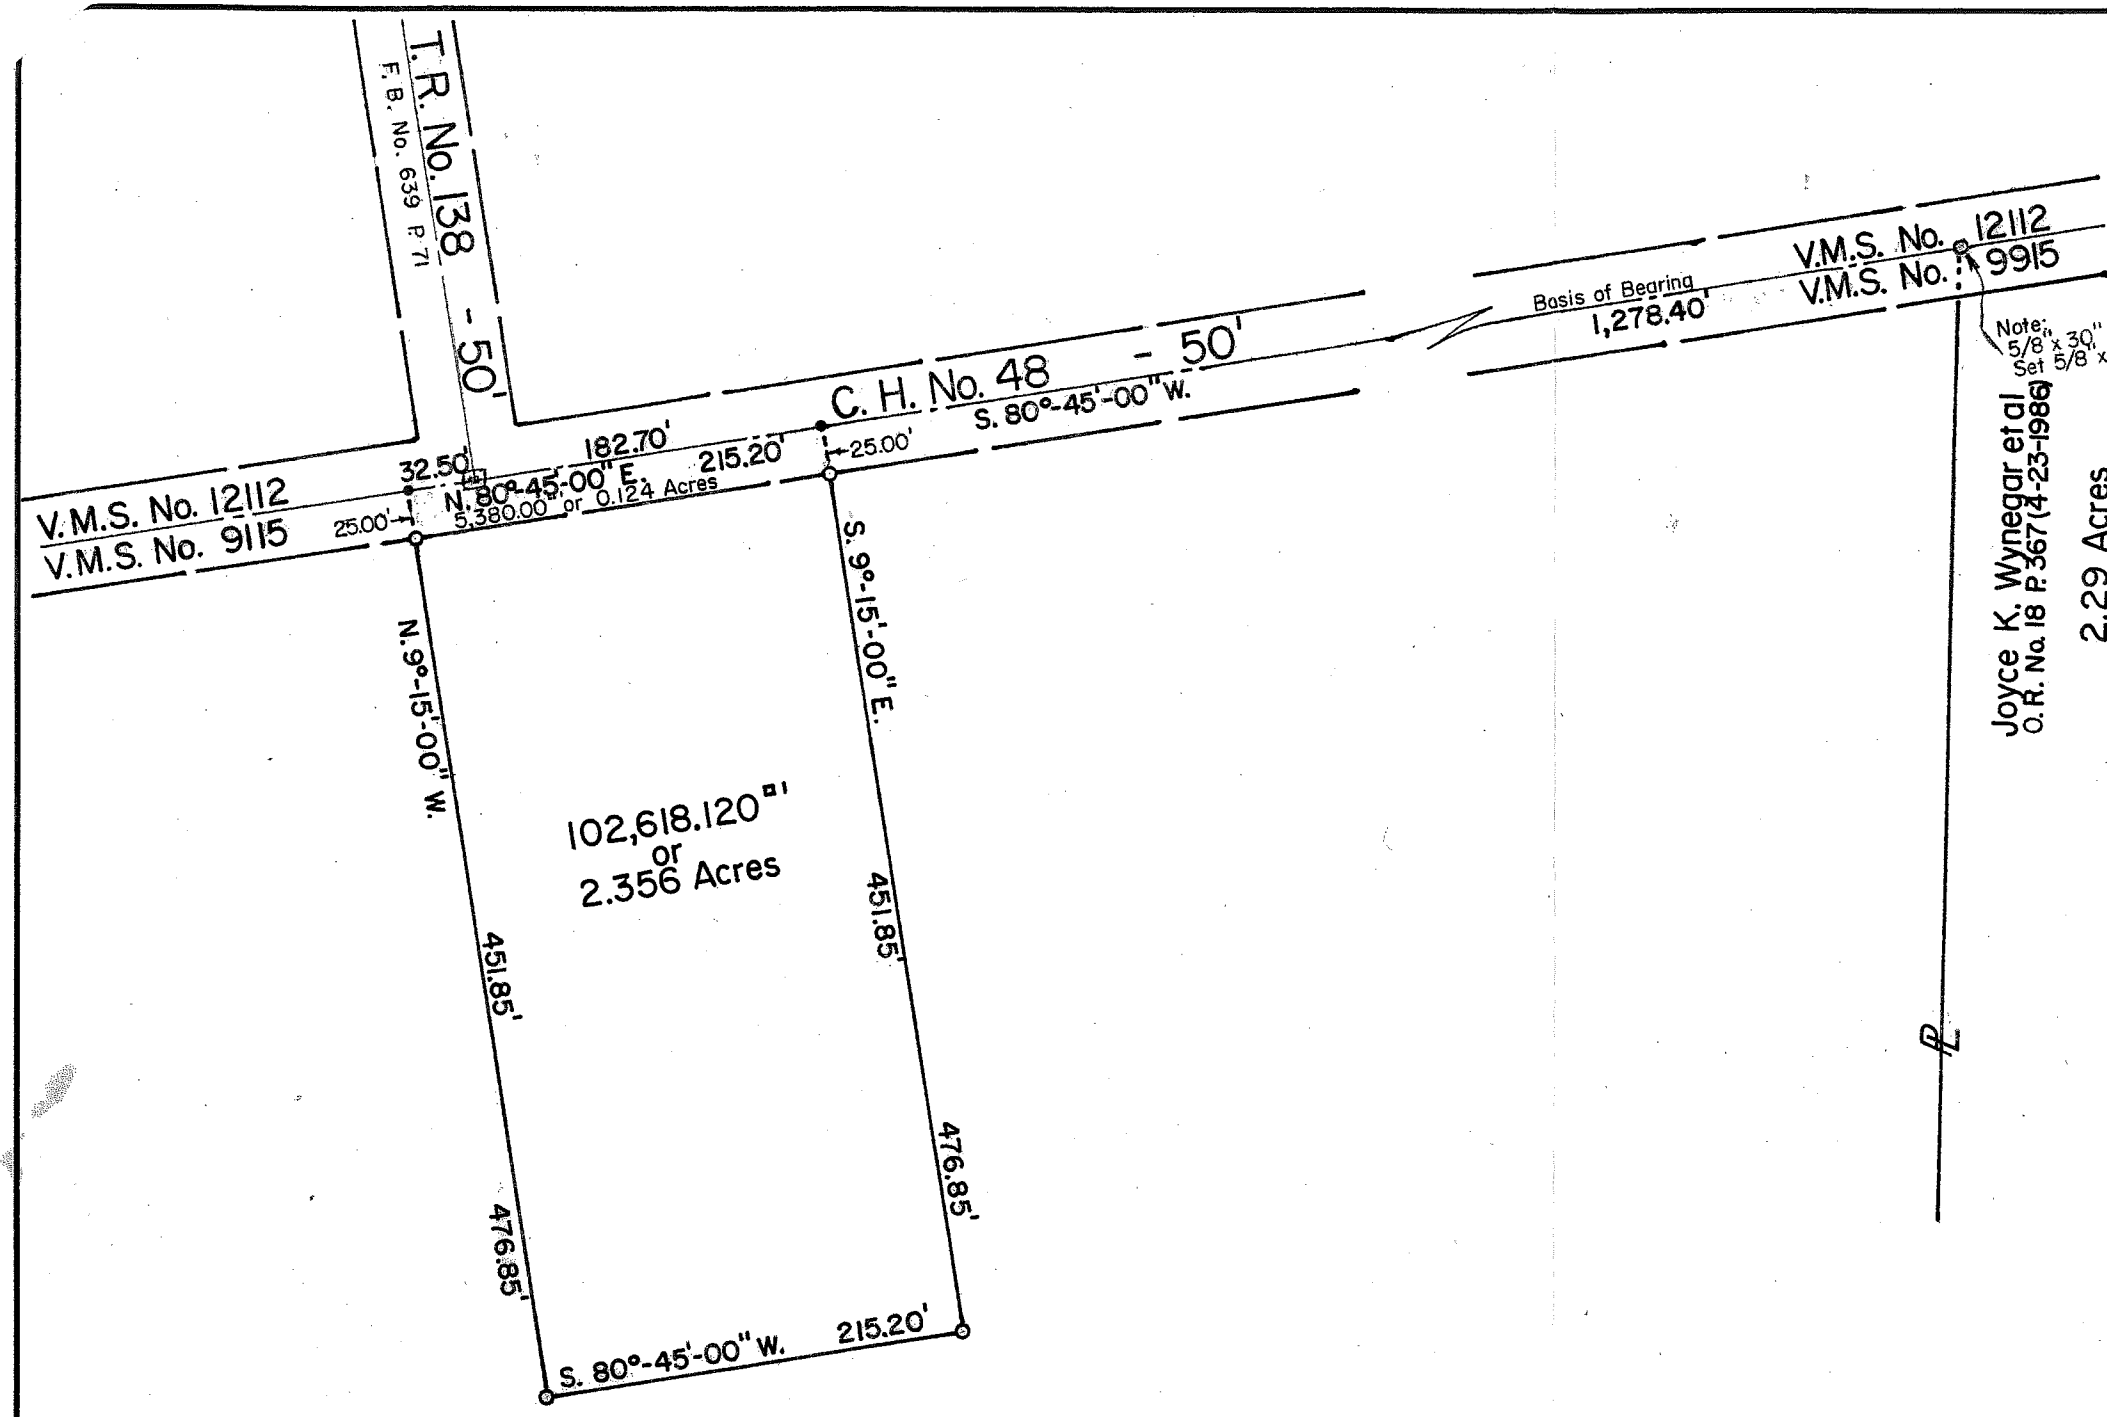 T. R. No. 138 - 50'
F. B. No. 639 P. 71
V.M.S. No. 12112
V.M.S. No. 9915
Basis of Bearing
1,278.40'
Note:
5/8" x 30"
Set 5/8" x
C. H. No. 48 - 50'
S. 80°-45'-00" W.
182.70'
25.00'
32.50'
N. 80°-45'-00" E. 215.20'
5,380.00 or 0.124 Acres
V.M.S. No. 12112
V.M.S. No. 9115
25.00'
Joyce K. Wynegar et al
O. R. No. 18 P. 367 (4-23-1986)
2.29 Acres
N. 9°-15'-00" W.
S. 9°-15'-00" E.
102,618.120 □'
or
2.356 Acres
451.85'
451.85'
476.85'
476.85'
PL
S. 80°-45'-00" W. 215.20'